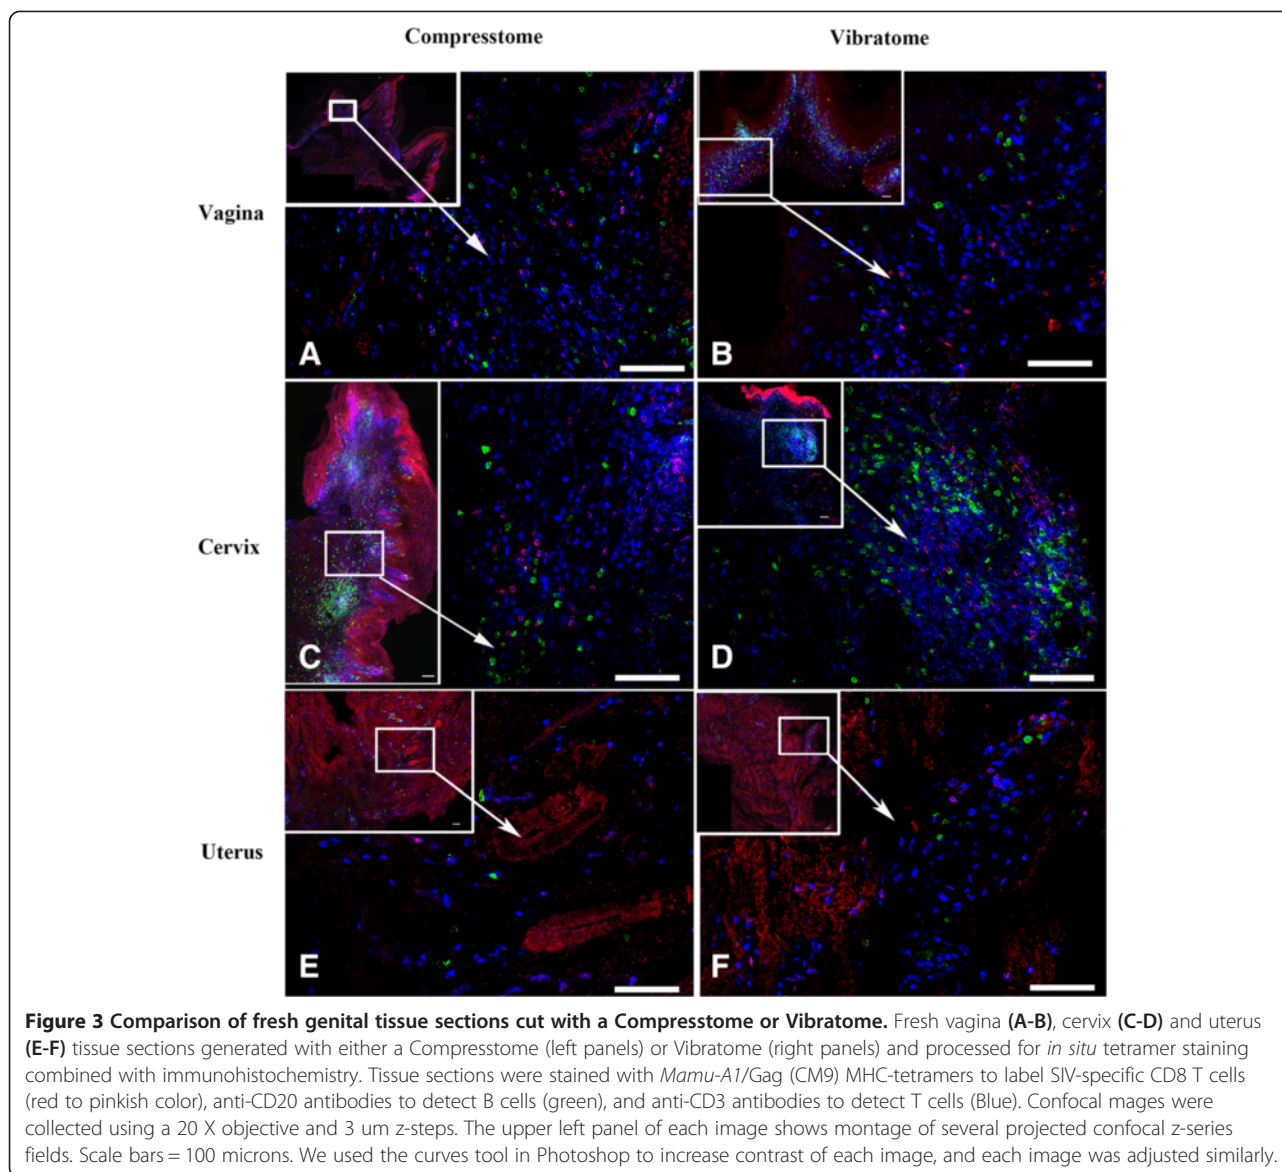 Compresstome
Vibratome
Vagina
A
B
Cervix
C
D
Uterus
E
F
Figure 3 Comparison of fresh genital tissue sections cut with a Compresstome or Vibratome. Fresh vagina (A-B), cervix (C-D) and uterus
(E-F) tissue sections generated with either a Compresstome (left panels) or Vibratome (right panels) and processed for in situ tetramer staining
combined with immunohistochemistry. Tissue sections were stained with Mamu-A1/Gag (CM9) MHC-tetramers to label SIV-specific CD8 T cells
(red to pinkish color), anti-CD20 antibodies to detect B cells (green), and anti-CD3 antibodies to detect T cells (Blue). Confocal mages were
collected using a 20 X objective and 3 um z-steps. The upper left panel of each image shows montage of several projected confocal z-series
fields. Scale bars = 100 microns. We used the curves tool in Photoshop to increase contrast of each image, and each image was adjusted similarly.